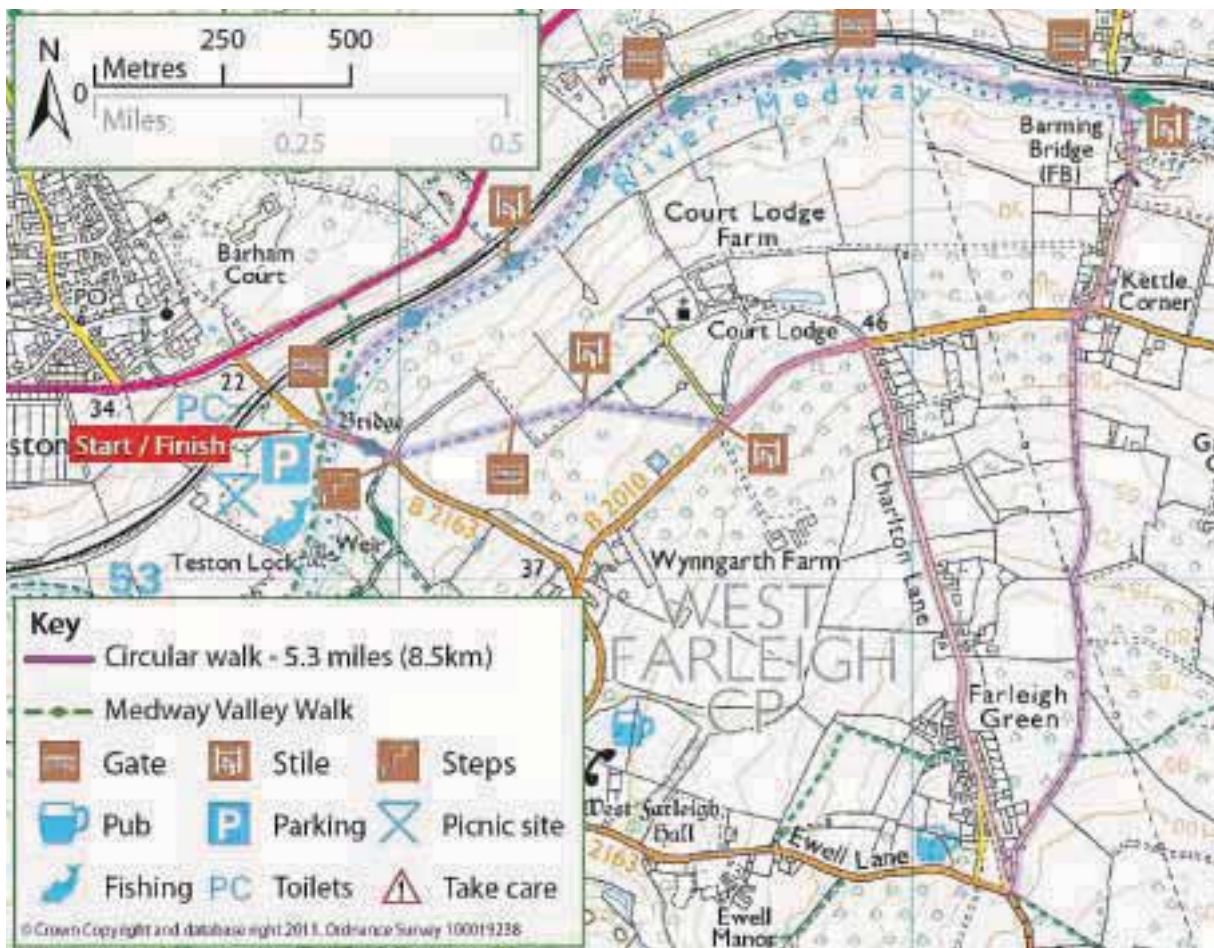 N
250
500
Metres
0
Miles
0.25
0.5
River Medway
7
Barming
Bridge
(FB)
Court Lodge
Farm
Barham
Court
PO
Kettle
Corner
Court Lodge
46
22
34
PC
Bridge
Start / Finish
P
B 2163
B 2010
Charlton Lane
Teston Lock
Weir
53
37
Wynngarth Farm
WEST
FARLEIGH
CP
Farleigh
Green
West Farleigh
Hall
2163
Ewell Lane
Ewell
Manor
Key
Circular walk - 5.3 miles (8.5km)
Medway Valley Walk
Gate
Stile
Steps
Pub
P
Parking
Picnic site
Fishing
PC
Toilets
Take care
© Crown Copyright and database right 2013. Ordnance Survey 100019238